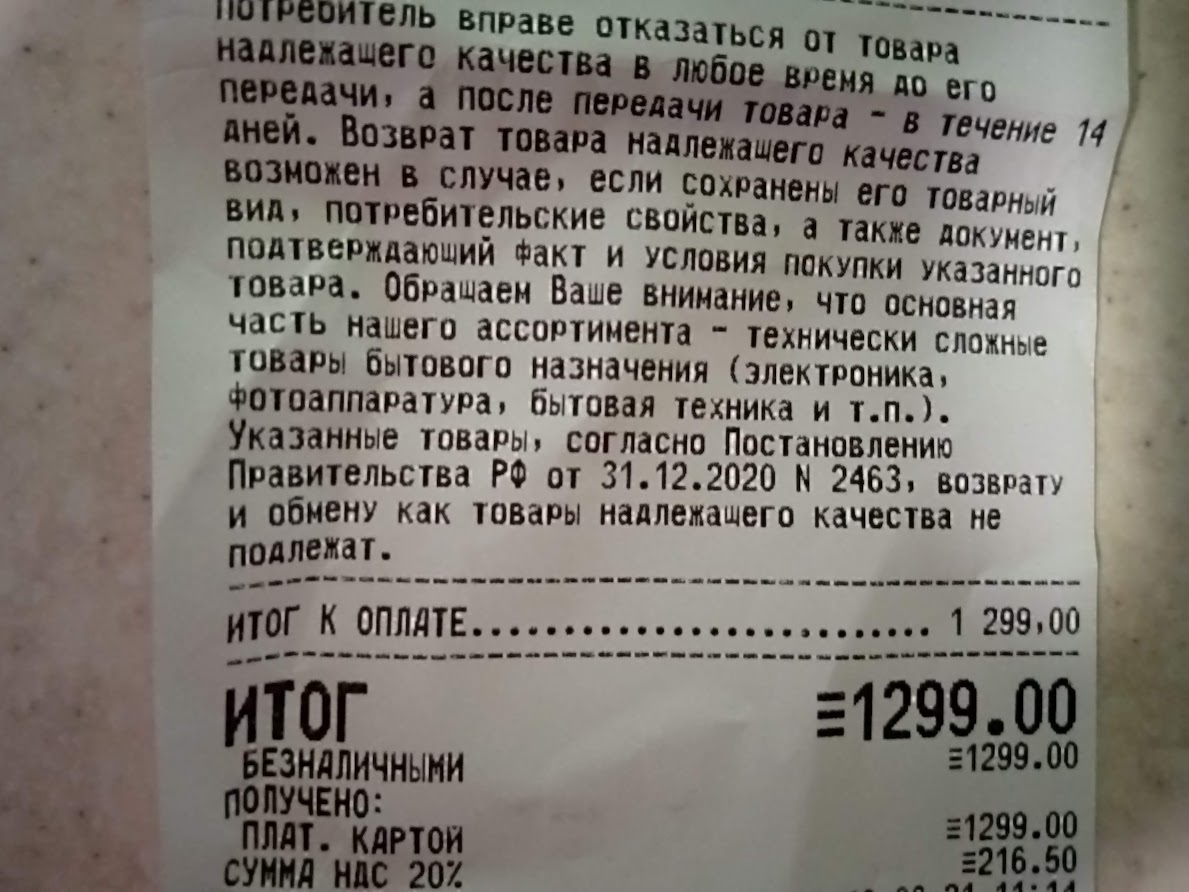 потребитель вправе отказаться от товара
надлежащего качества в любое время до его
передачи, а после передачи товара - в течение 14
дней. Возврат товара надлежащего качества
возможен в случае, если сохранены его товарный
вид, потребительские свойства, а также документ,
подтверждающий факт и условия покупки указанного
товара. Обращаем Ваше внимание, что основная
часть нашего ассортимента - технически сложные
товары бытового назначения (электроника,
фотоаппаратура, бытовая техника и т.п.).
Указанные товары, согласно Постановлению
Правительства РФ от 31.12.2020 N 2463, возврату
и обмену как товары надлежащего качества не
подлежат.
ИТОГ К ОПЛАТЕ.......................... 1 299,00
ИТОГ ≡1299.00
БЕЗНАЛИЧНЫМИ ≡1299.00
ПОЛУЧЕНО:
ПЛАТ. КАРТОЙ ≡1299.00
СУММА НДС 20% ≡216.50